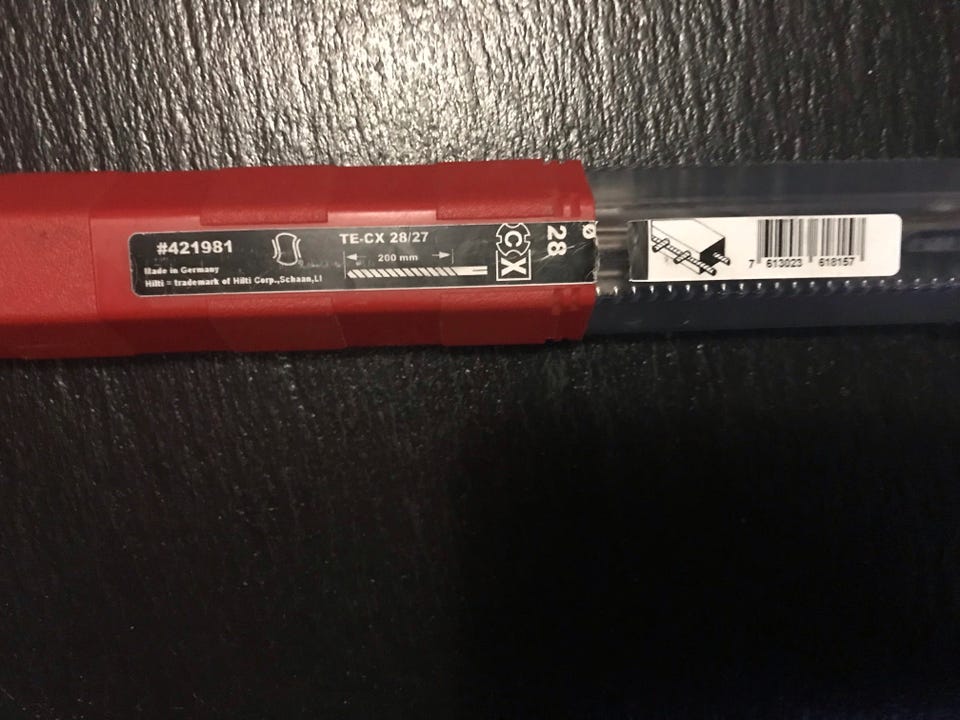 #421981
Made in Germany
Hilti = trademark of Hilti Corp.,Schaan,LI
TE-CX 28/27
200 mm
CX
Ø 28
7 613023 618157